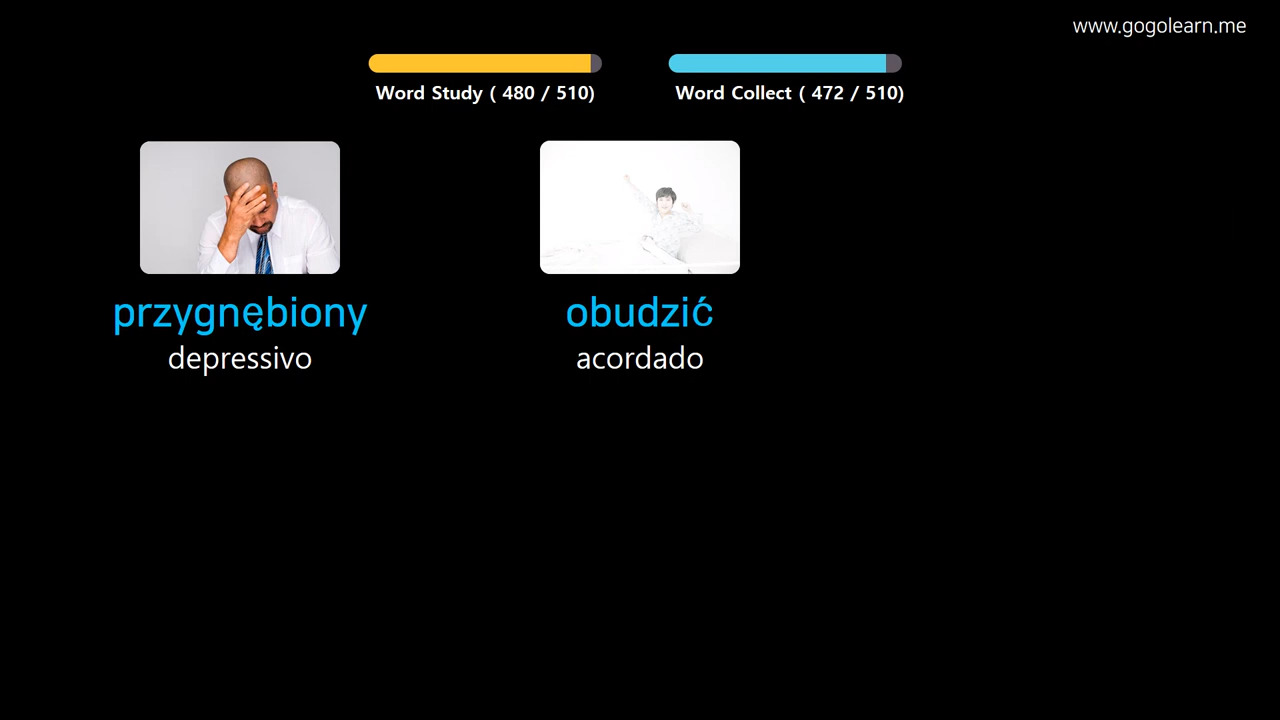 www.gogolearn.me
Word Study ( 480 / 510)
Word Collect ( 472 / 510)
przygnębiony
obudzić
depressivo
acordado